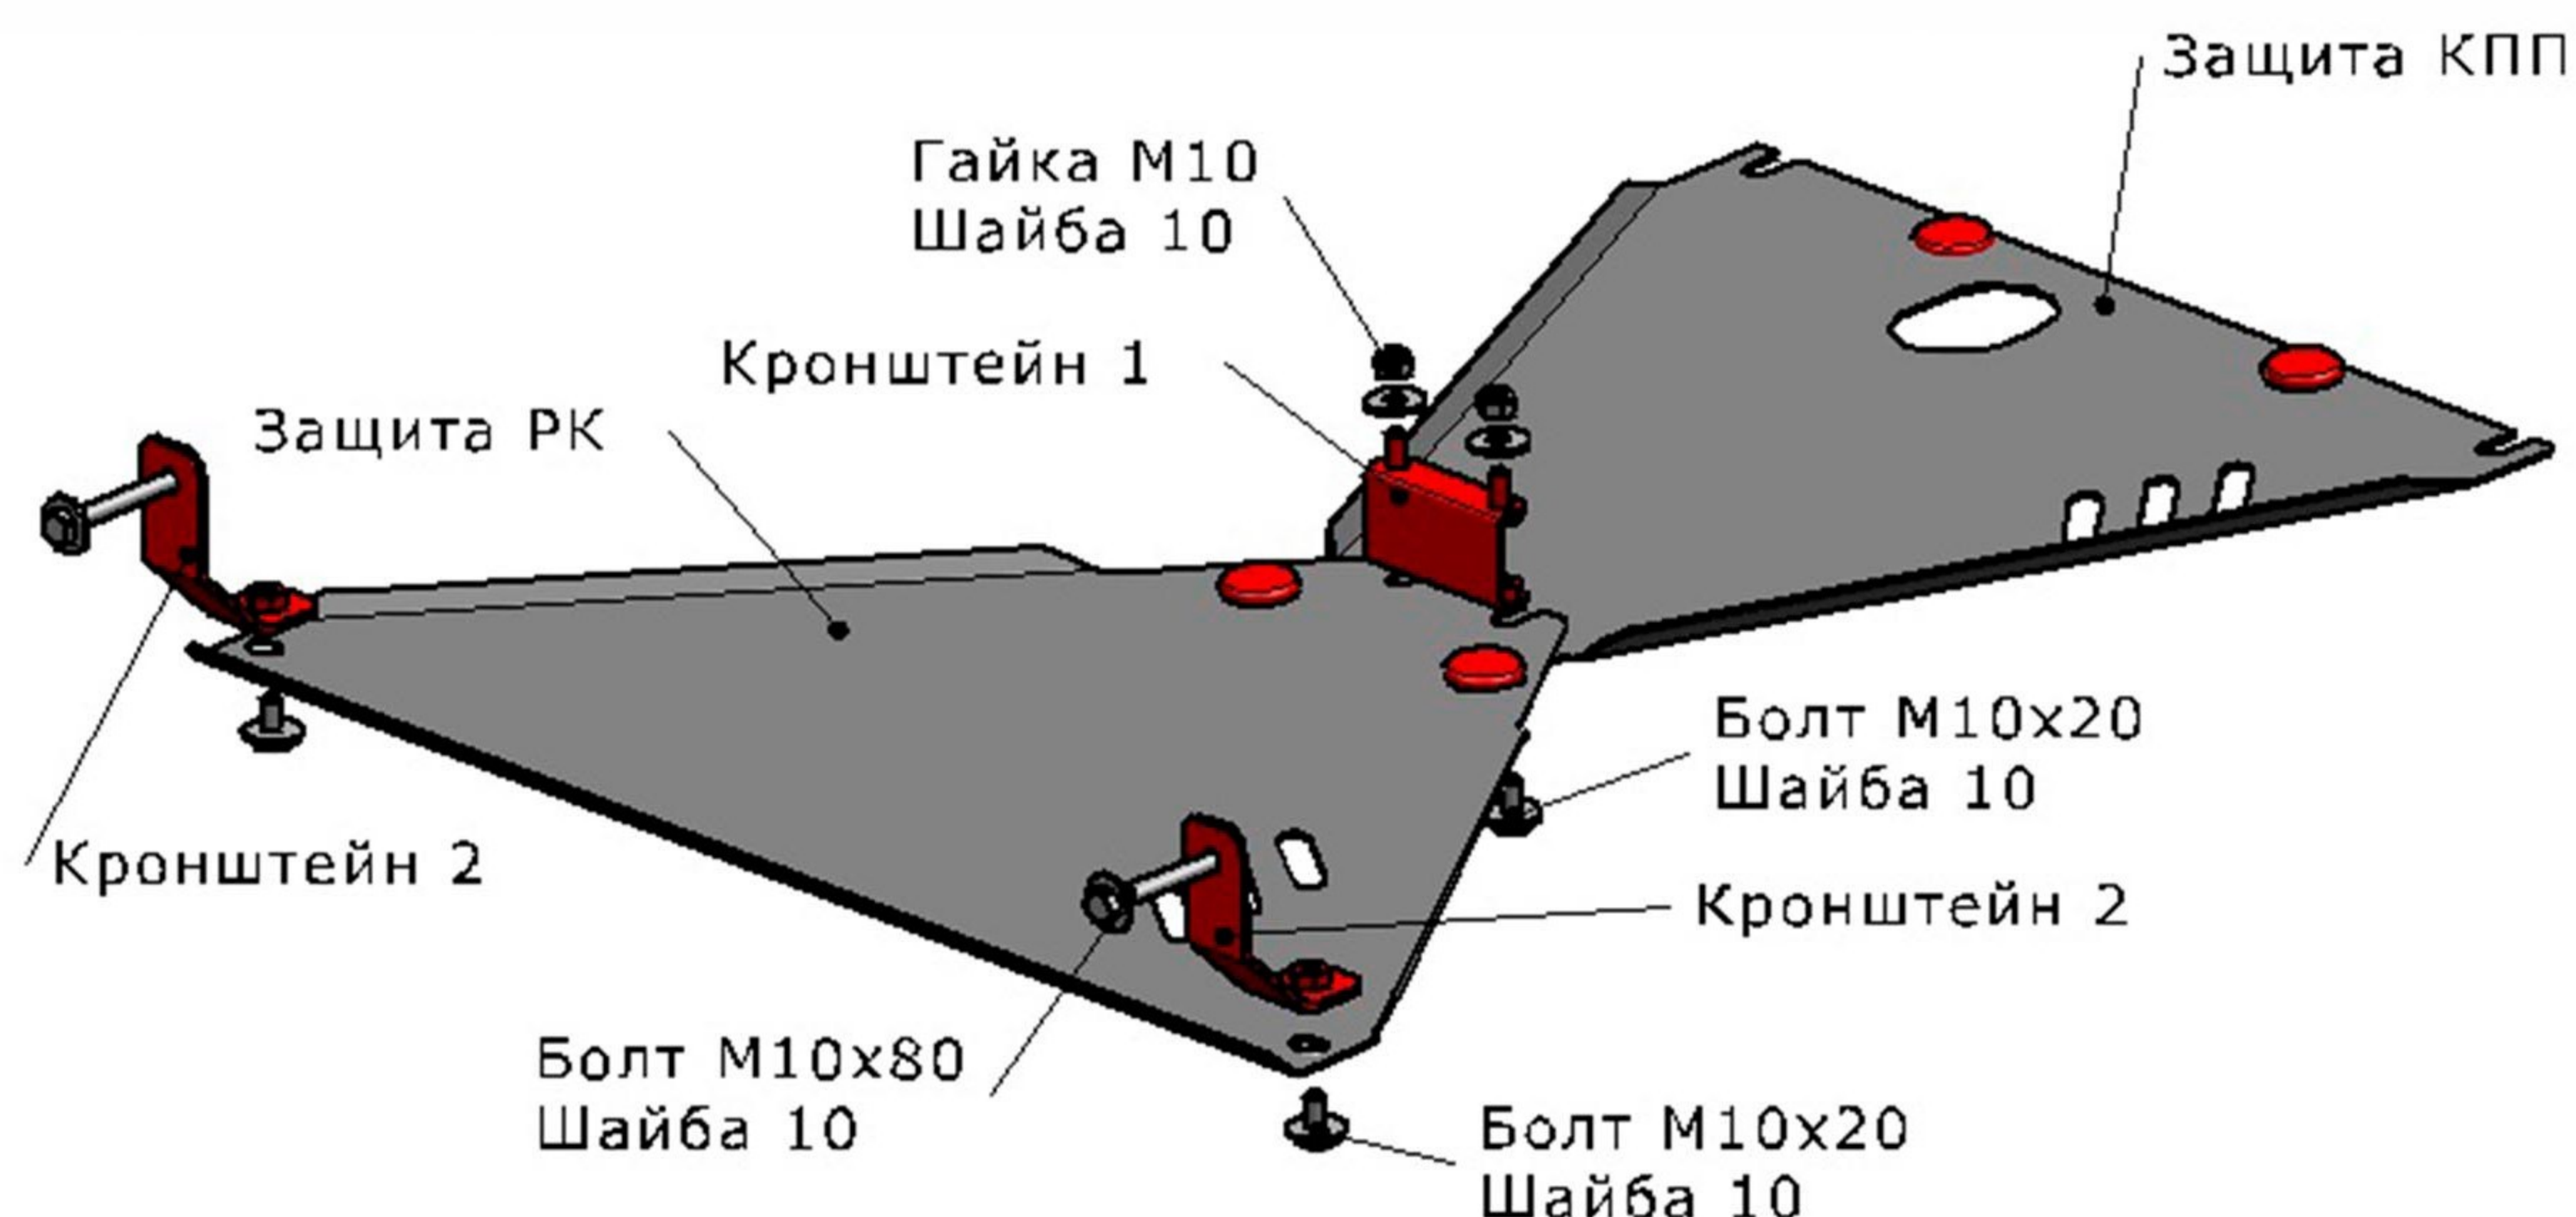 Защита КПП
Гайка М10
Шайба 10
Кронштейн 1
Защита РК
Болт М10х20
Шайба 10
Кронштейн 2
Кронштейн 2
Болт М10х80
Шайба 10
Болт М10х20
Шайба 10